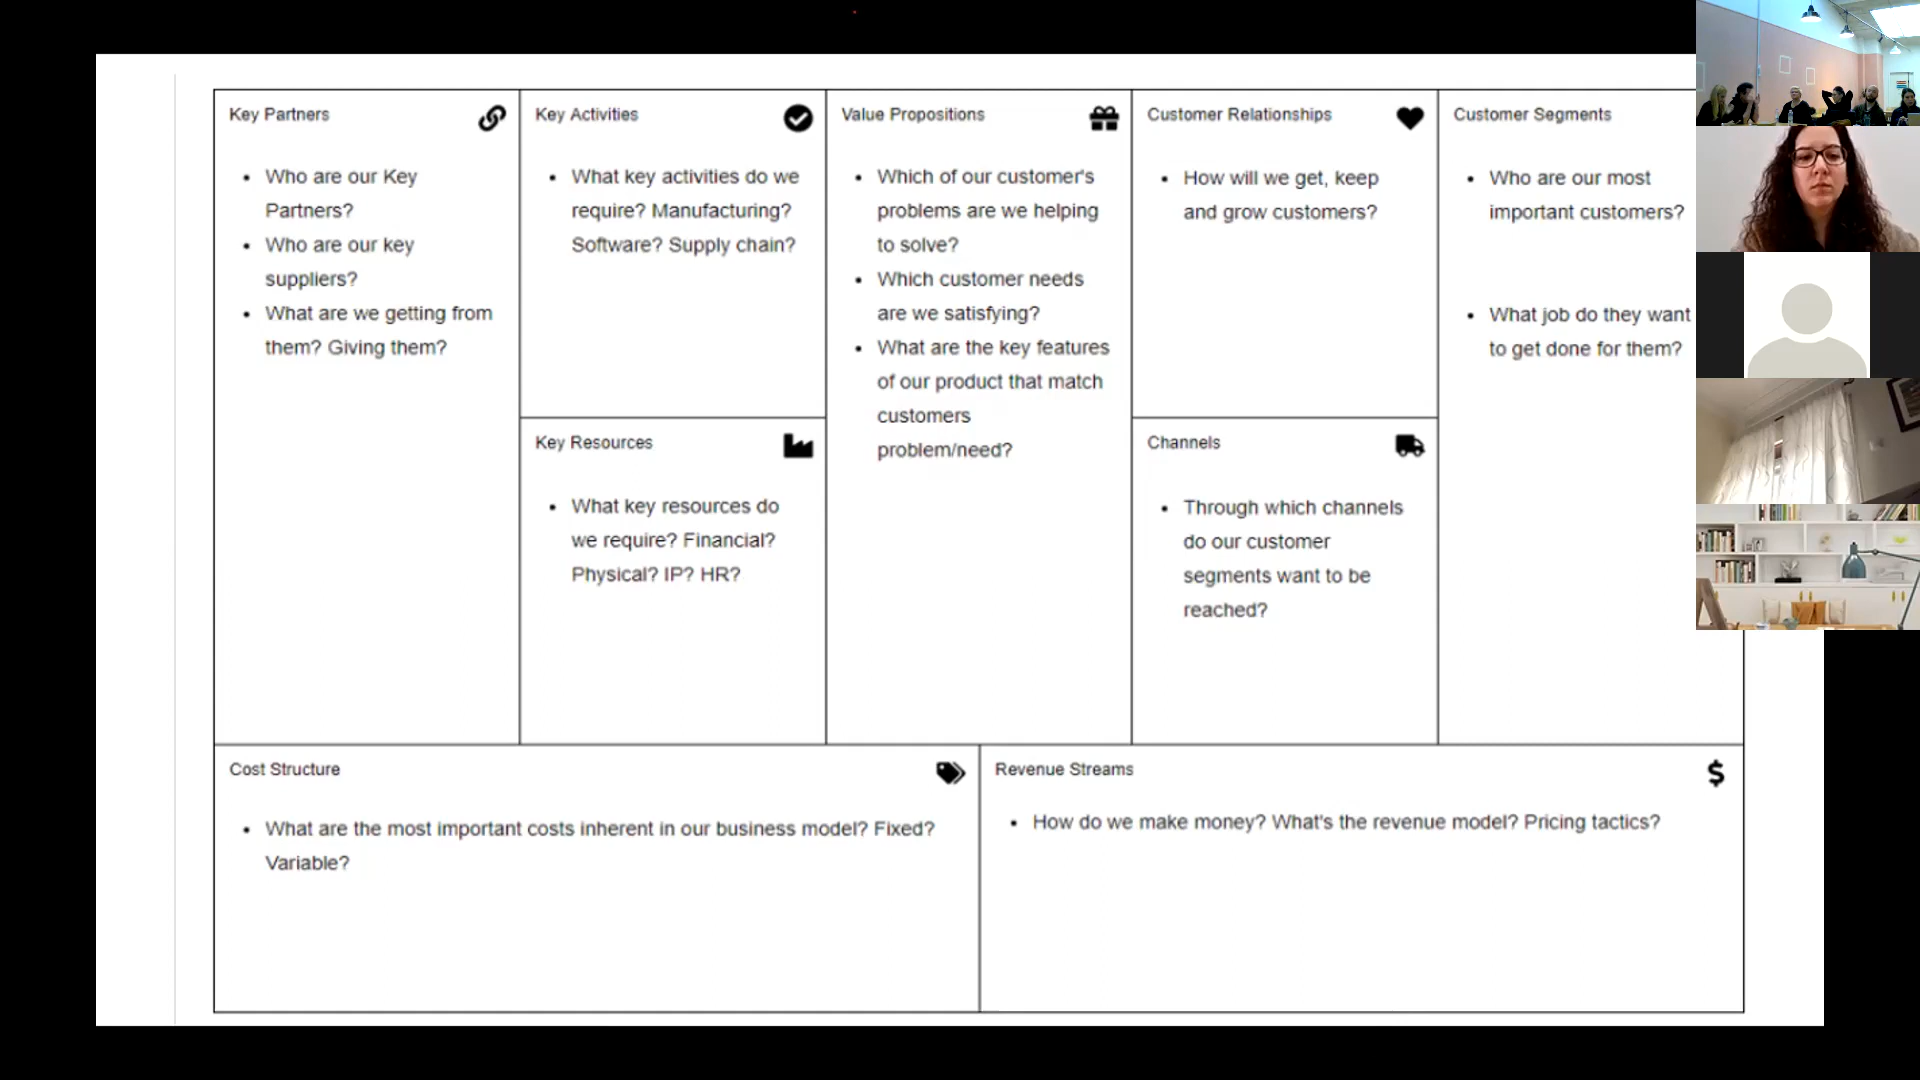 Key Partners
Who are our Key
Partners?
Who are our key
suppliers?
What are we getting from
them? Giving them?
Key Activities
What key activities do we
require? Manufacturing?
Software? Supply chain?
Key Resources
What key resources do
we require? Financial?
Physical? IP? HR?
Value Propositions
Which of our customer's
problems are we helping
to solve?
Which customer needs
are we satisfying?
What are the key features
of our product that match
customers
problem/need?
Customer Relationships
How will we get, keep
and grow customers?
Channels
Through which channels
do our customer
segments want to be
reached?
Customer Segments
Who are our most
important customers?
What job do they want
to get done for them?
Cost Structure
What are the most important costs inherent in our business model? Fixed?
Variable?
Revenue Streams
$
How do we make money? What's the revenue model? Pricing tactics?